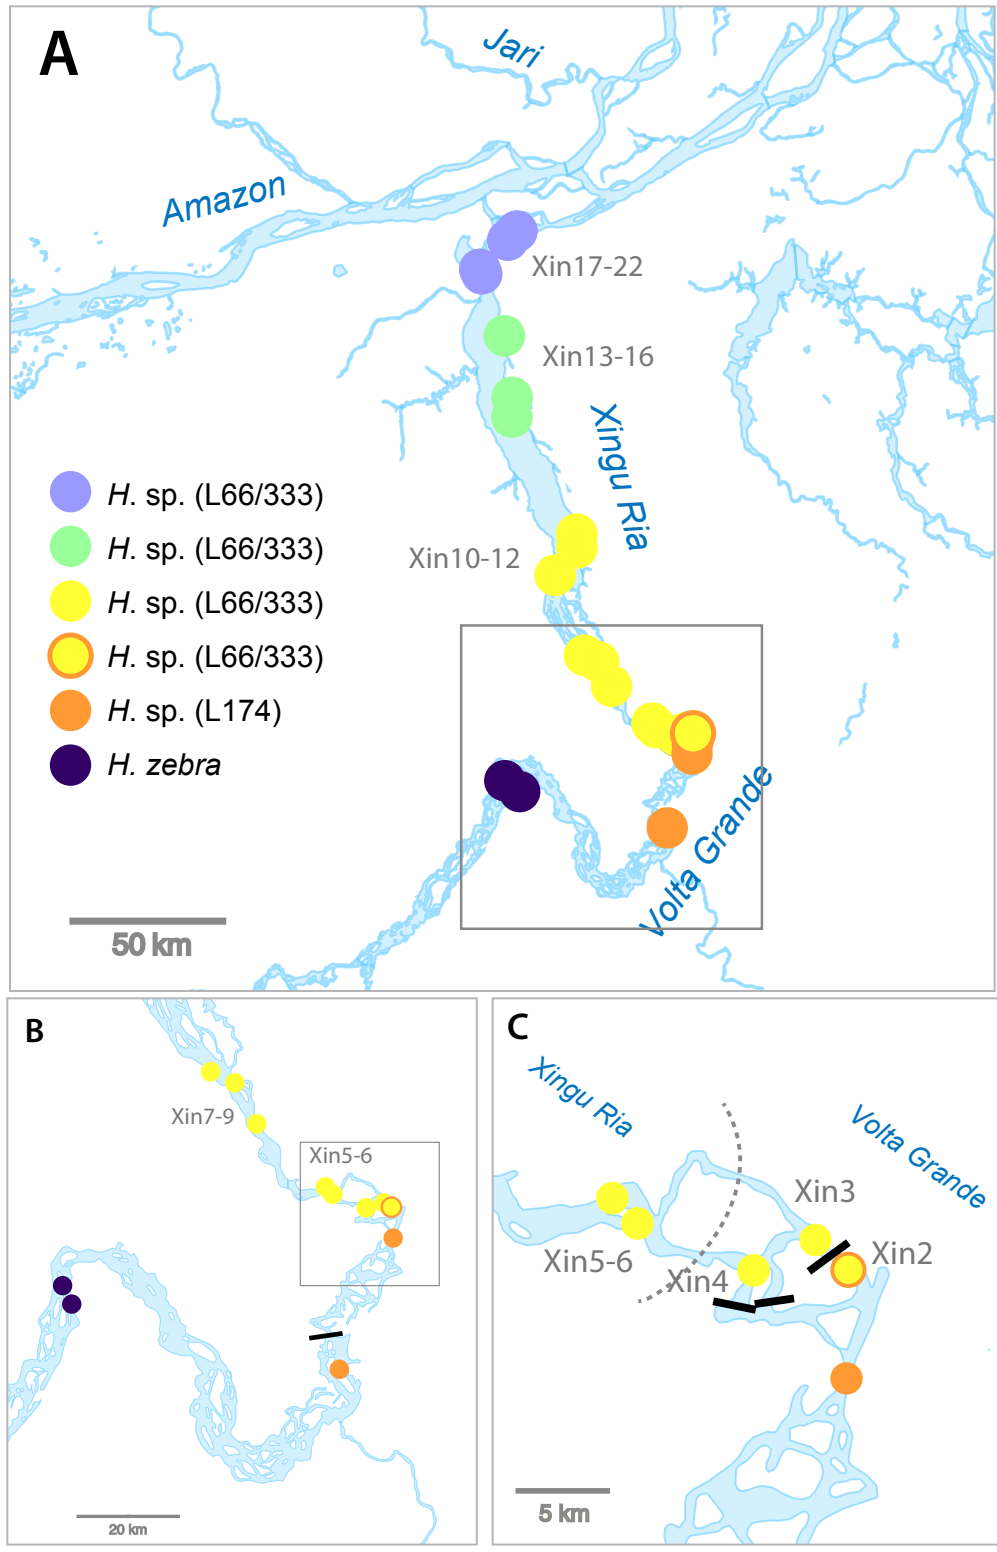 A
Jari
Amazon
Xin17-22
Xin13-16
Xingu Ria
H. sp. (L66/333)
H. sp. (L66/333)
Xin10-12
H. sp. (L66/333)
H. sp. (L66/333)
H. sp. (L174)
H. zebra
Volta Grande
50 km
B
Xin7-9
Xin5-6
20 km
C
Xingu Ria
Volta Grande
Xin3
Xin5-6
Xin4
Xin2
5 km